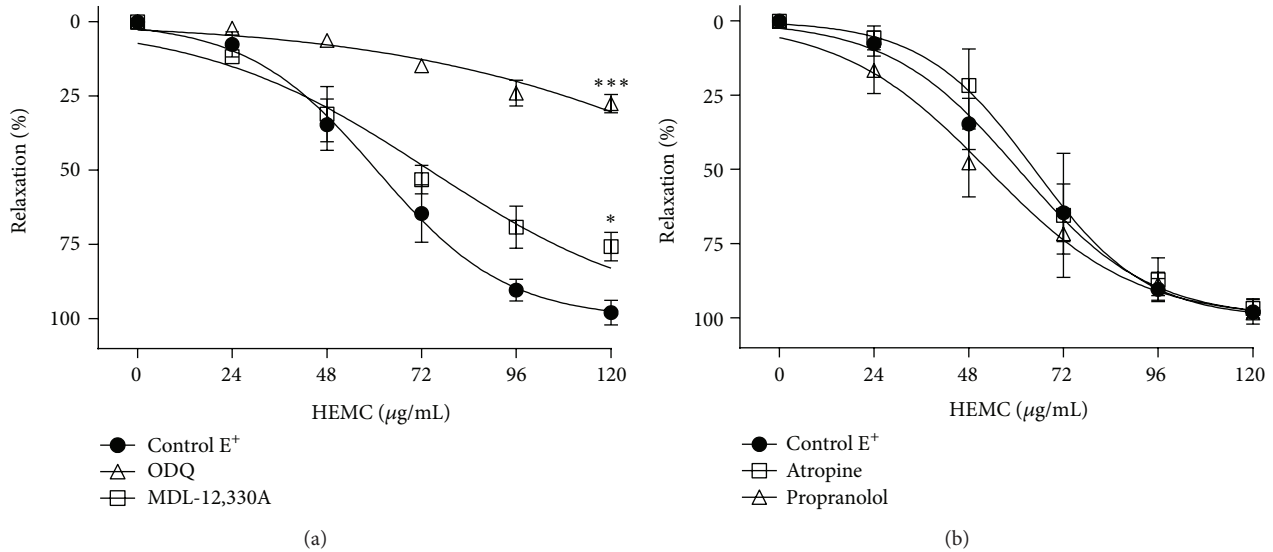 0
25
50
75
100
Relaxation (%)
***
*
0 24 48 72 96 120
HEMC (μg/mL)
Control E⁺
ODQ
MDL-12,330A
(a)
0
25
50
75
100
Relaxation (%)
0 24 48 72 96 120
HEMC (μg/mL)
Control E⁺
Atropine
Propranolol
(b)